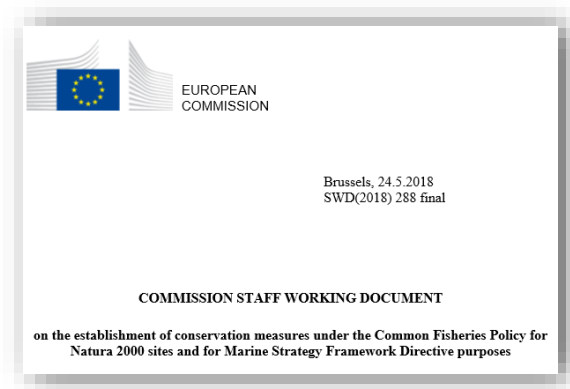 EUROPEAN
COMMISSION
Brussels, 24.5.2018
SWD(2018) 288 final
COMMISSION STAFF WORKING DOCUMENT
on the establishment of conservation measures under the Common Fisheries Policy for
Natura 2000 sites and for Marine Strategy Framework Directive purposes